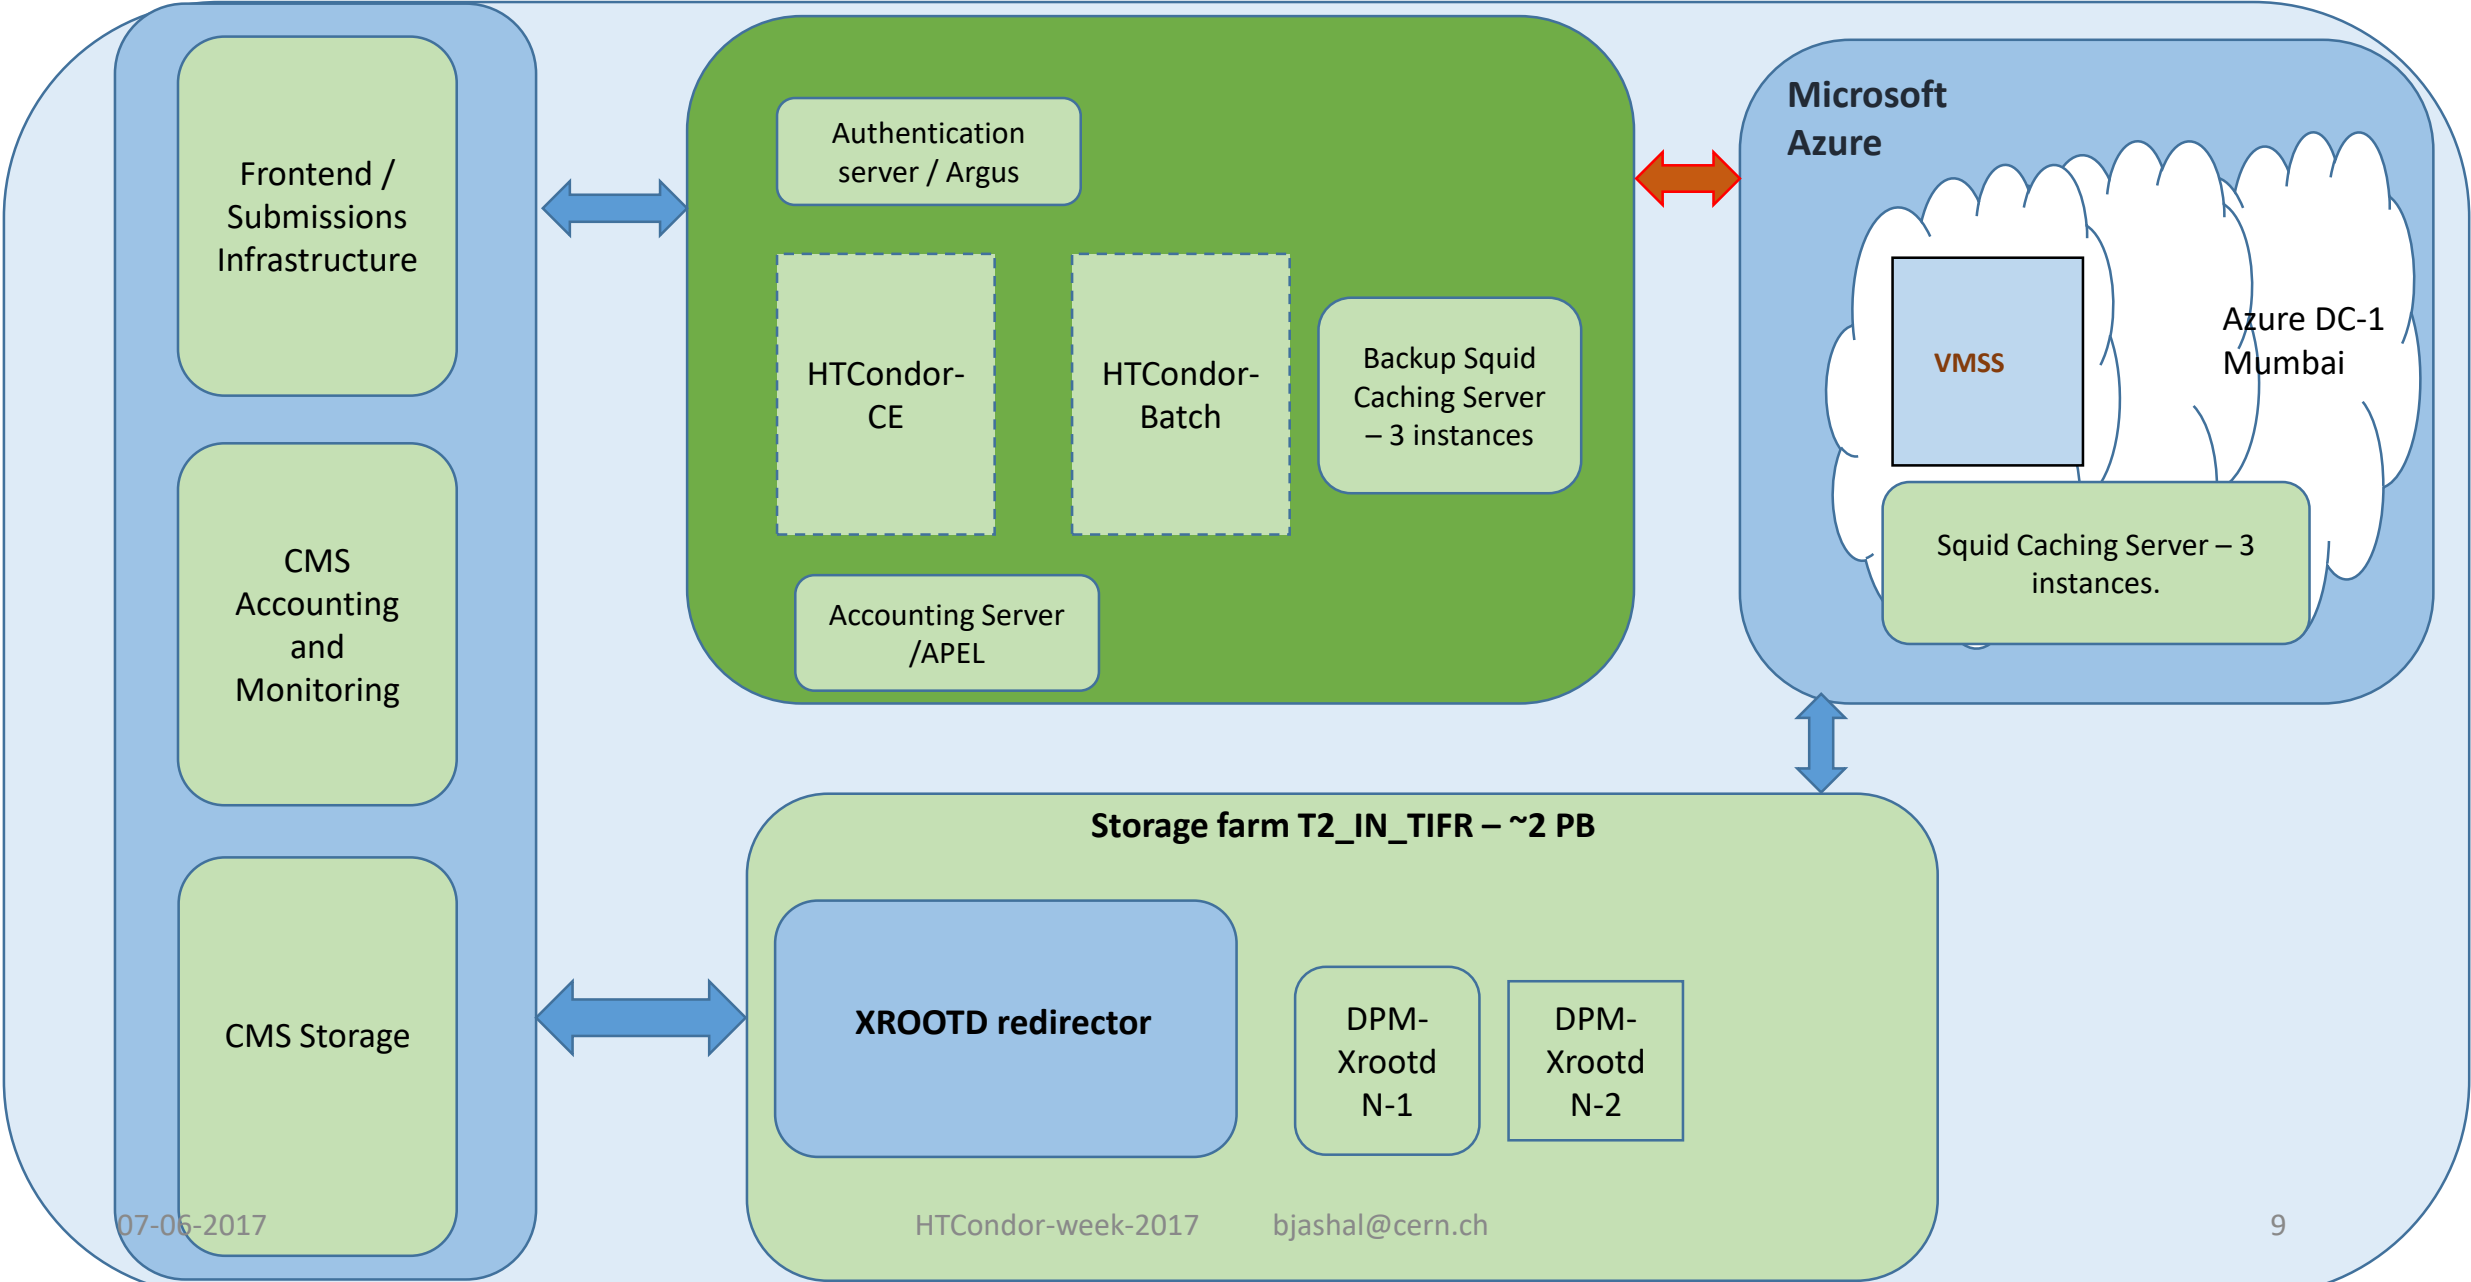 Frontend /
Submissions
Infrastructure
CMS
Accounting
and
Monitoring
CMS Storage
Authentication
server / Argus
HTCondor-
CE
HTCondor-
Batch
Backup Squid
Caching Server
– 3 instances
Accounting Server
/APEL
Microsoft
Azure
VMSS
Azure DC-1
Mumbai
Squid Caching Server – 3
instances.
Storage farm T2_IN_TIFR – ~2 PB
XROOTD redirector
DPM-
Xrootd
N-1
DPM-
Xrootd
N-2
07-06-2017
HTCondor-week-2017 bjashal@cern.ch
9